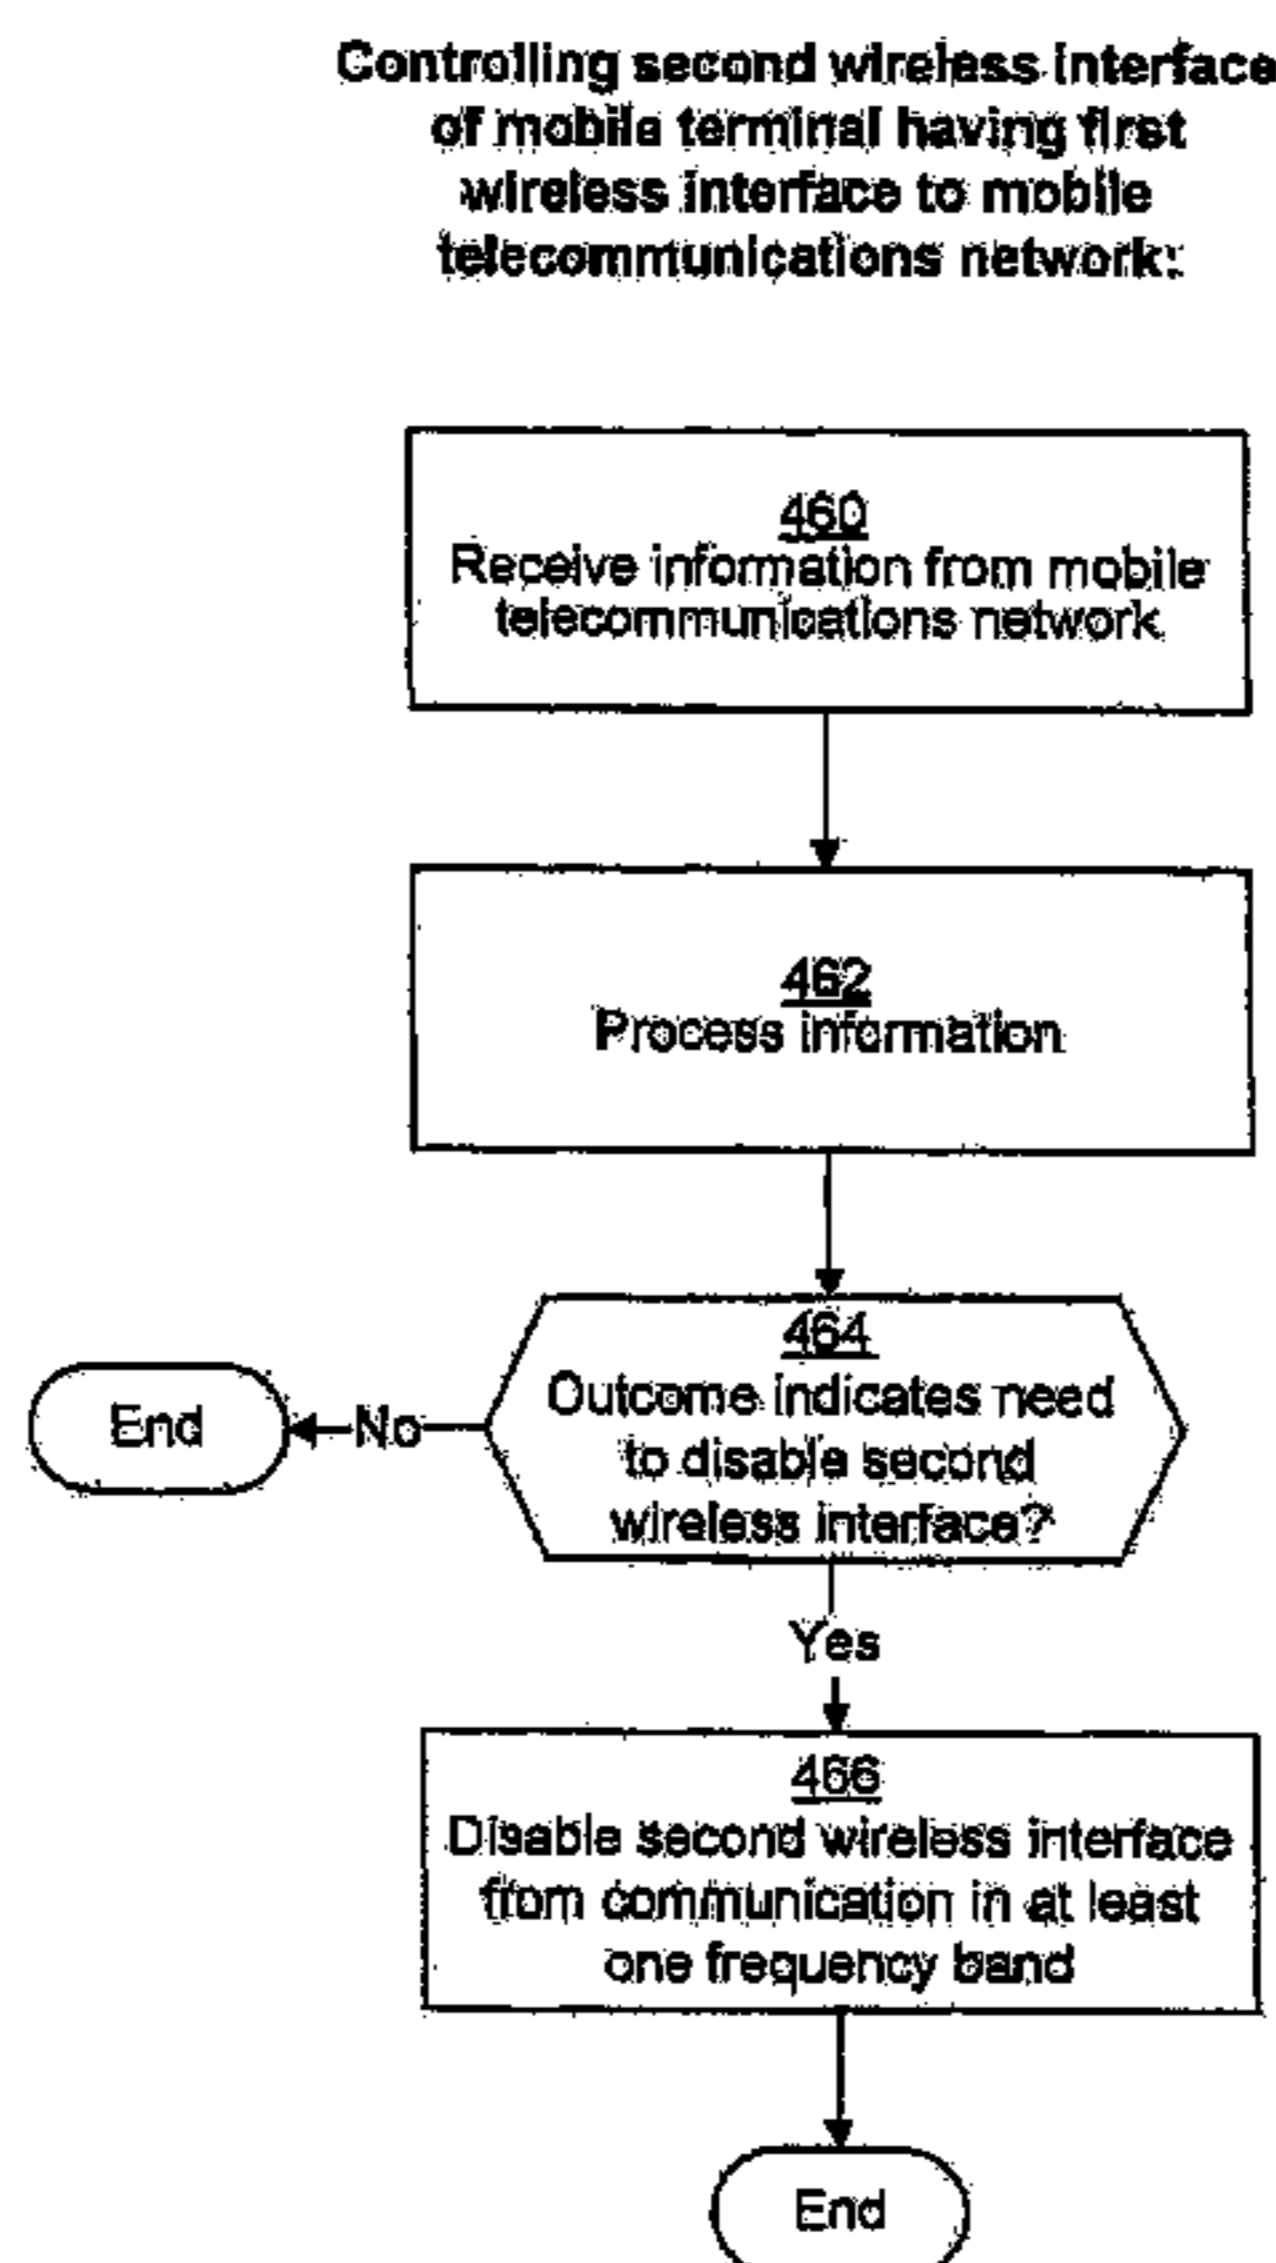 Controlling second wireless interface
of mobile terminal having first
wireless interface to mobile
telecommunications network:
460
Receive information from mobile
telecommunications network
462
Process information
464
Outcome indicates need
to disable second
wireless interface?
End
No
Yes
466
Disable second wireless interface
from communication in at least
one frequency band
End